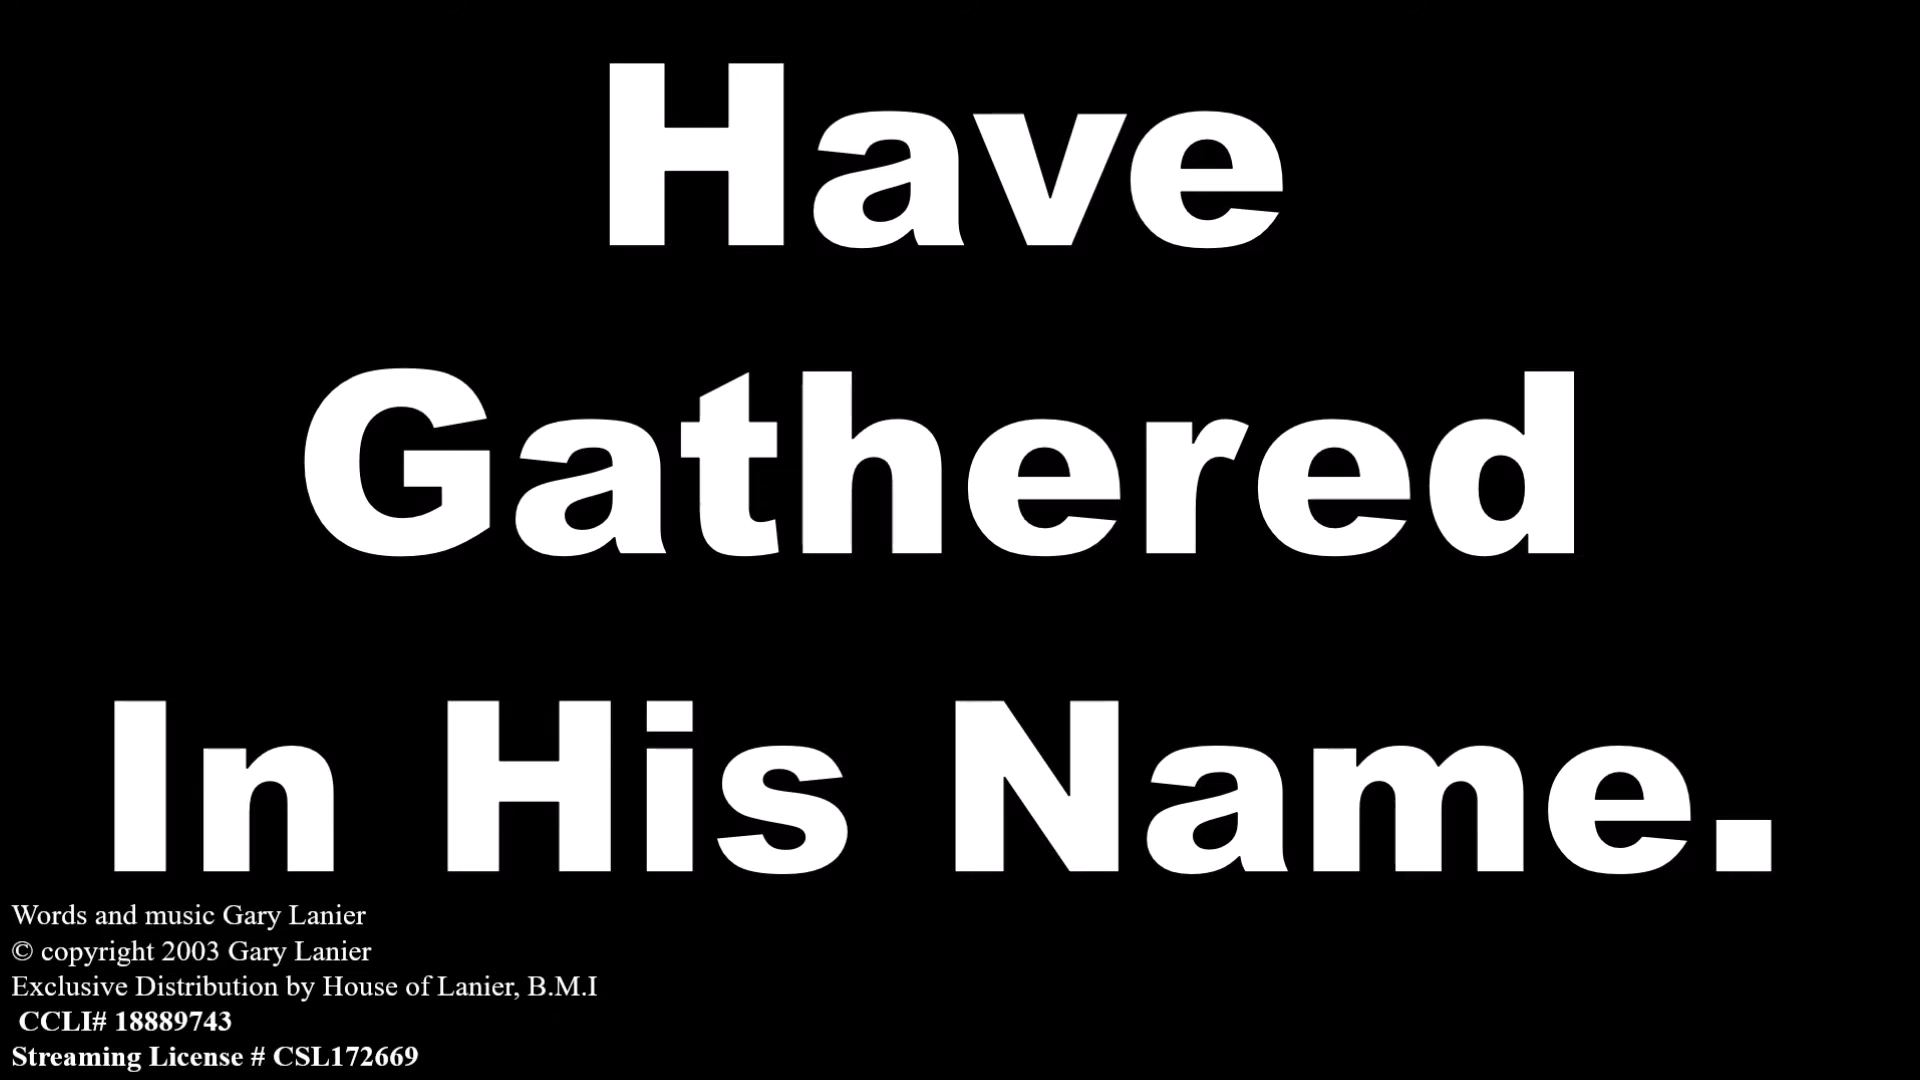 Have
Gathered
In His Name.
Words and music Gary Lanier
© copyright 2003 Gary Lanier
Exclusive Distribution by House of Lanier, B.M.I
CCLI# 18889743
Streaming License # CSL172669